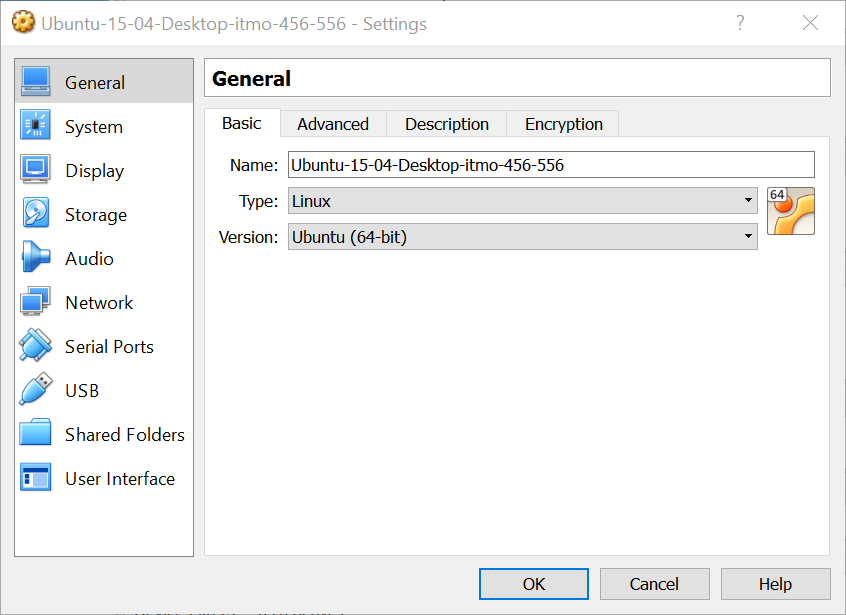 Ubuntu-15-04-Desktop-itmo-456-556 - Settings
General
System
Display
Storage
Audio
Network
Serial Ports
USB
Shared Folders
User Interface
General
Basic Advanced Description Encryption
Name: Ubuntu-15-04-Desktop-itmo-456-556
Type: Linux
64
Version: Ubuntu (64-bit)
OK Cancel Help